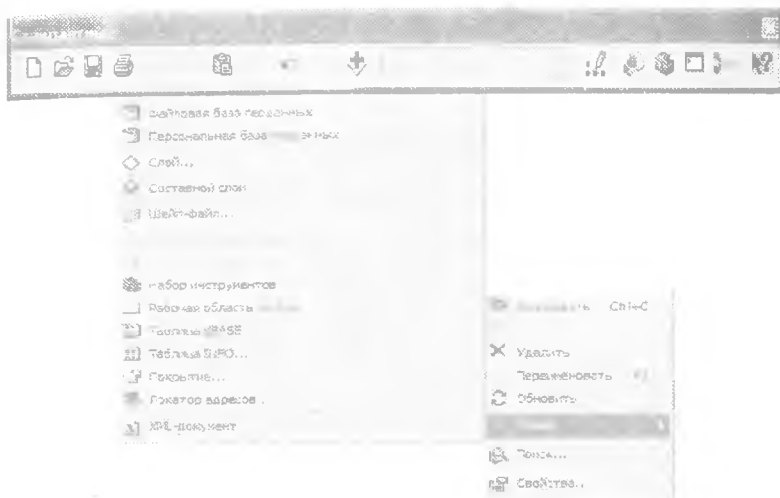 Файловая база геоданных
Персональная база
Слой...
Составной слой
Шейп-файл...
Набор инструментов
Рабочая область
Таблица dBASE
Таблица INFO...
Покрытие...
Локатор адресов...
XML-документ
Ctrl+C
Удалить
Переименовать
Обновить
Поиск...
Свойства...